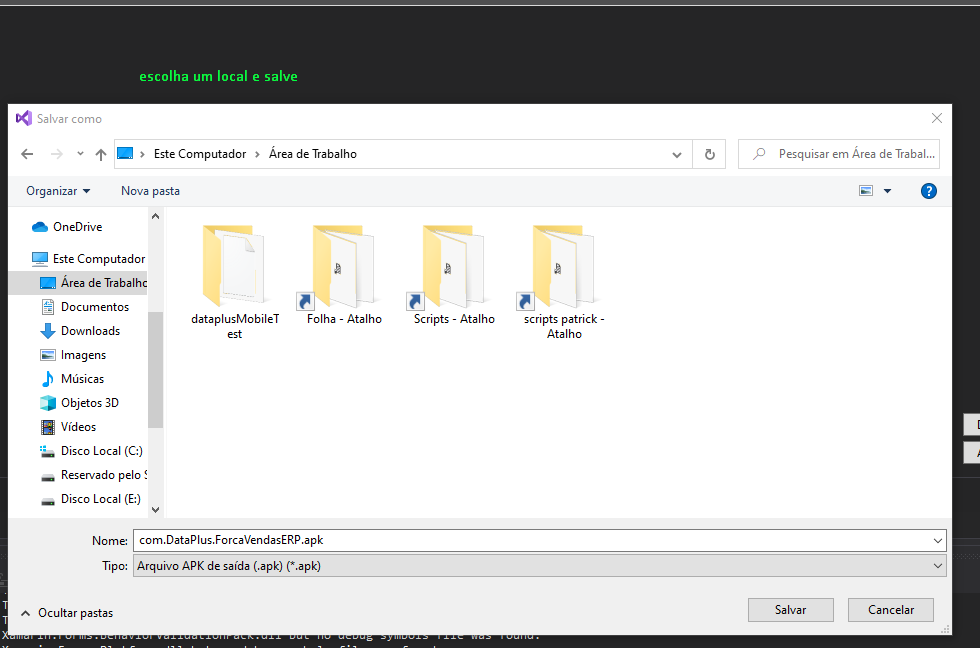 escolha um local e salve
Salvar como
Este Computador
Área de Trabalho
Pesquisar em Área de Trabal...
Organizar
Nova pasta
OneDrive
Este Computador
Área de Trabalho
Documentos
Downloads
Imagens
Músicas
Objetos 3D
Vídeos
Disco Local (C:)
Reservado pelo S
Disco Local (E:)
dataplusMobileT
est
Folha - Atalho
Scripts - Atalho
scripts patrick -
Atalho
Nome:
com.DataPlus.ForcaVendasERP.apk
Tipo:
Arquivo APK de saída (.apk) (*.apk)
Ocultar pastas
Salvar
Cancelar
Xamarin.Forms.BehaviorValidationPack.dll but no debug symbols file was found.